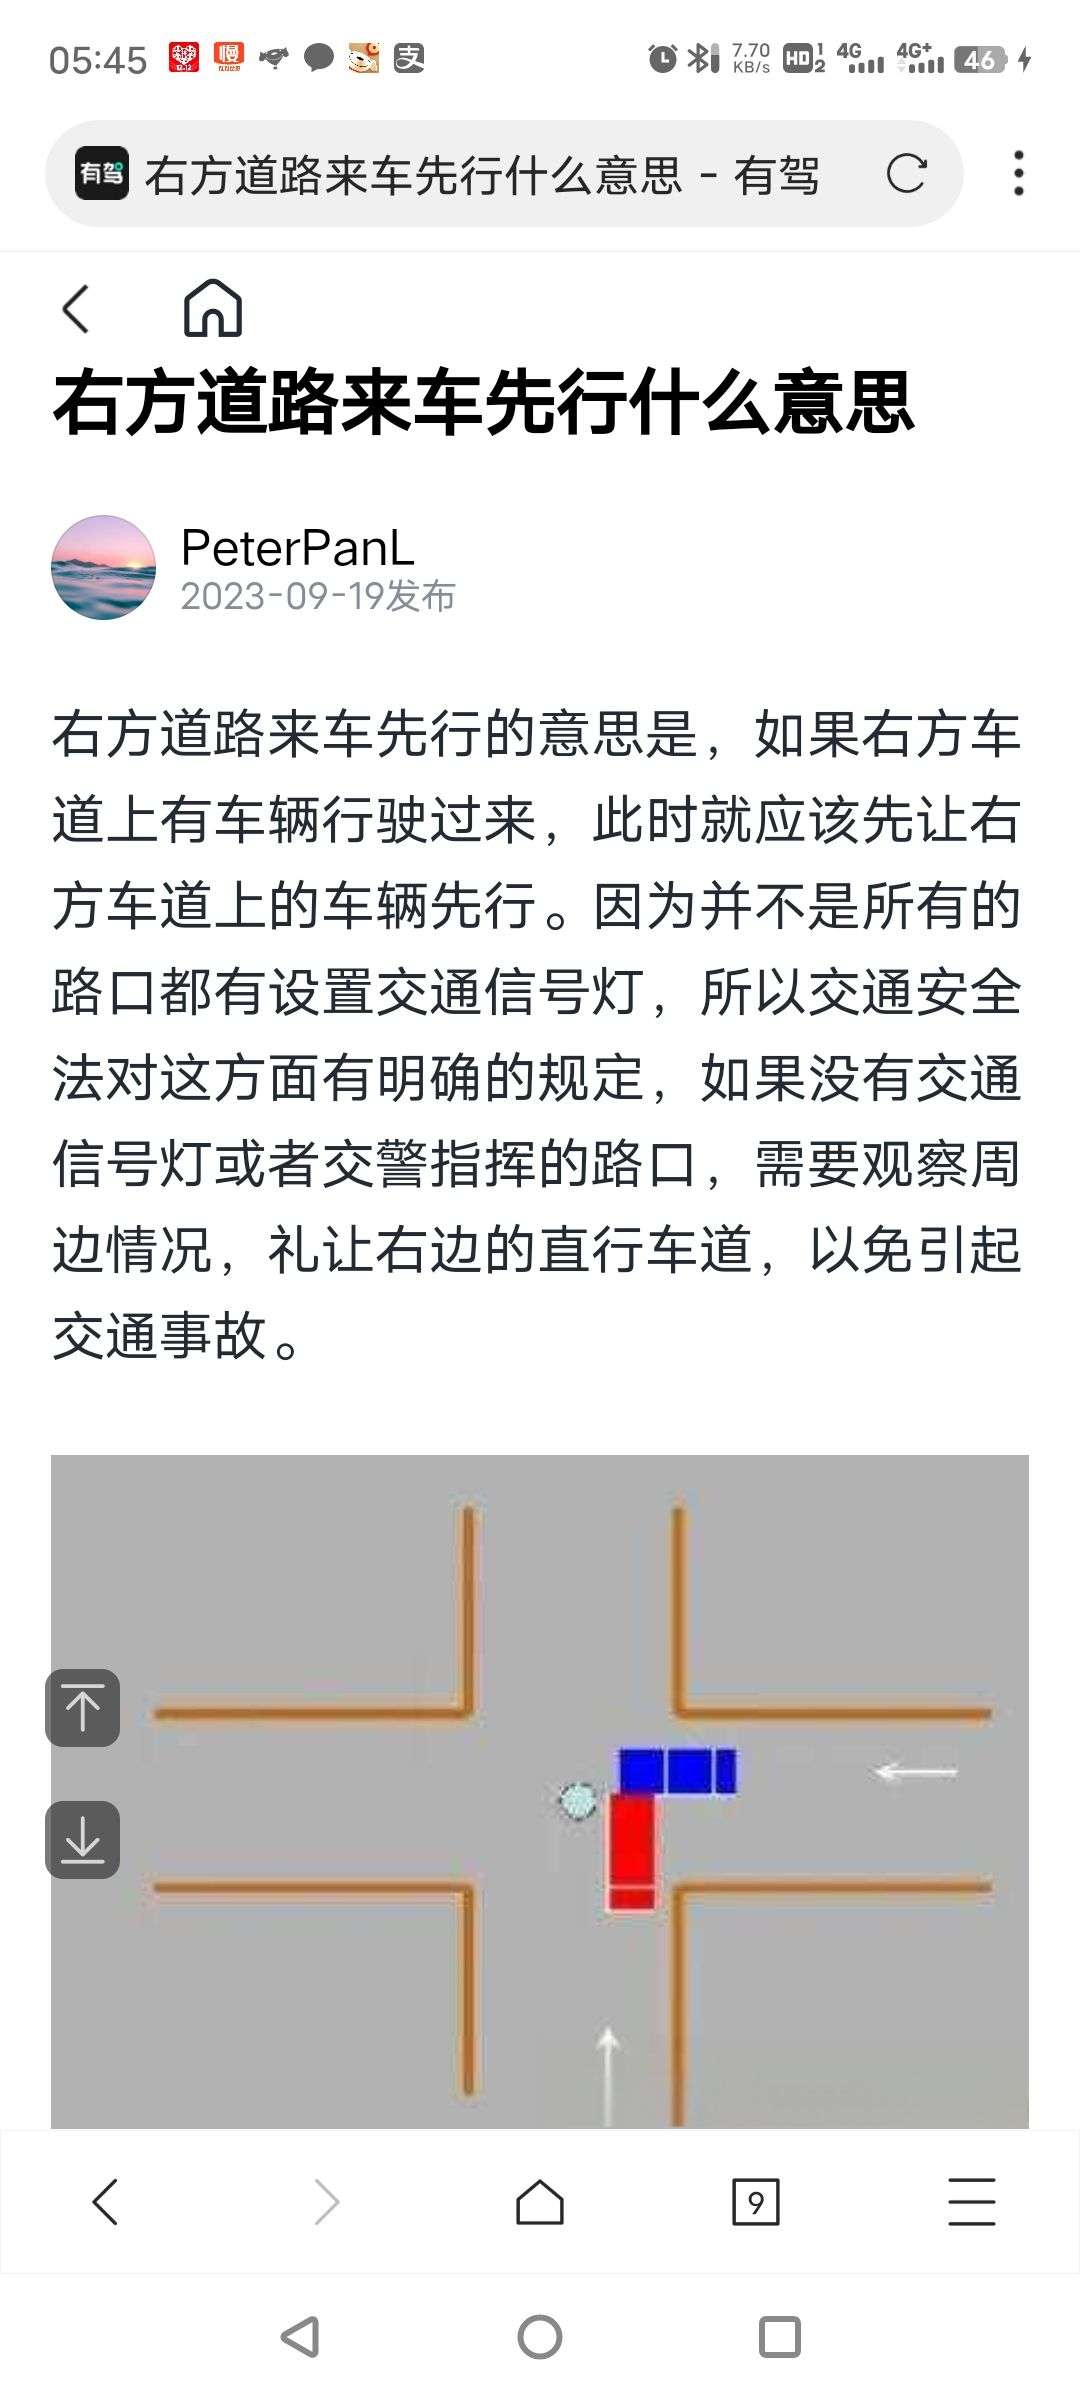 05:45
慢
支
7.70
KB/s
HD 1 2
4G
4G+
46
有驾 右方道路来车先行什么意思 - 有驾
右方道路来车先行什么意思
PeterPanL
2023-09-19发布
右方道路来车先行的意思是，如果右方车
道上有车辆行驶过来，此时就应该先让右
方车道上的车辆先行。因为并不是所有的
路口都有设置交通信号灯，所以交通安全
法对这方面有明确的规定，如果没有交通
信号灯或者交警指挥的路口，需要观察周
边情况，礼让右边的直行车道，以免引起
交通事故。
9